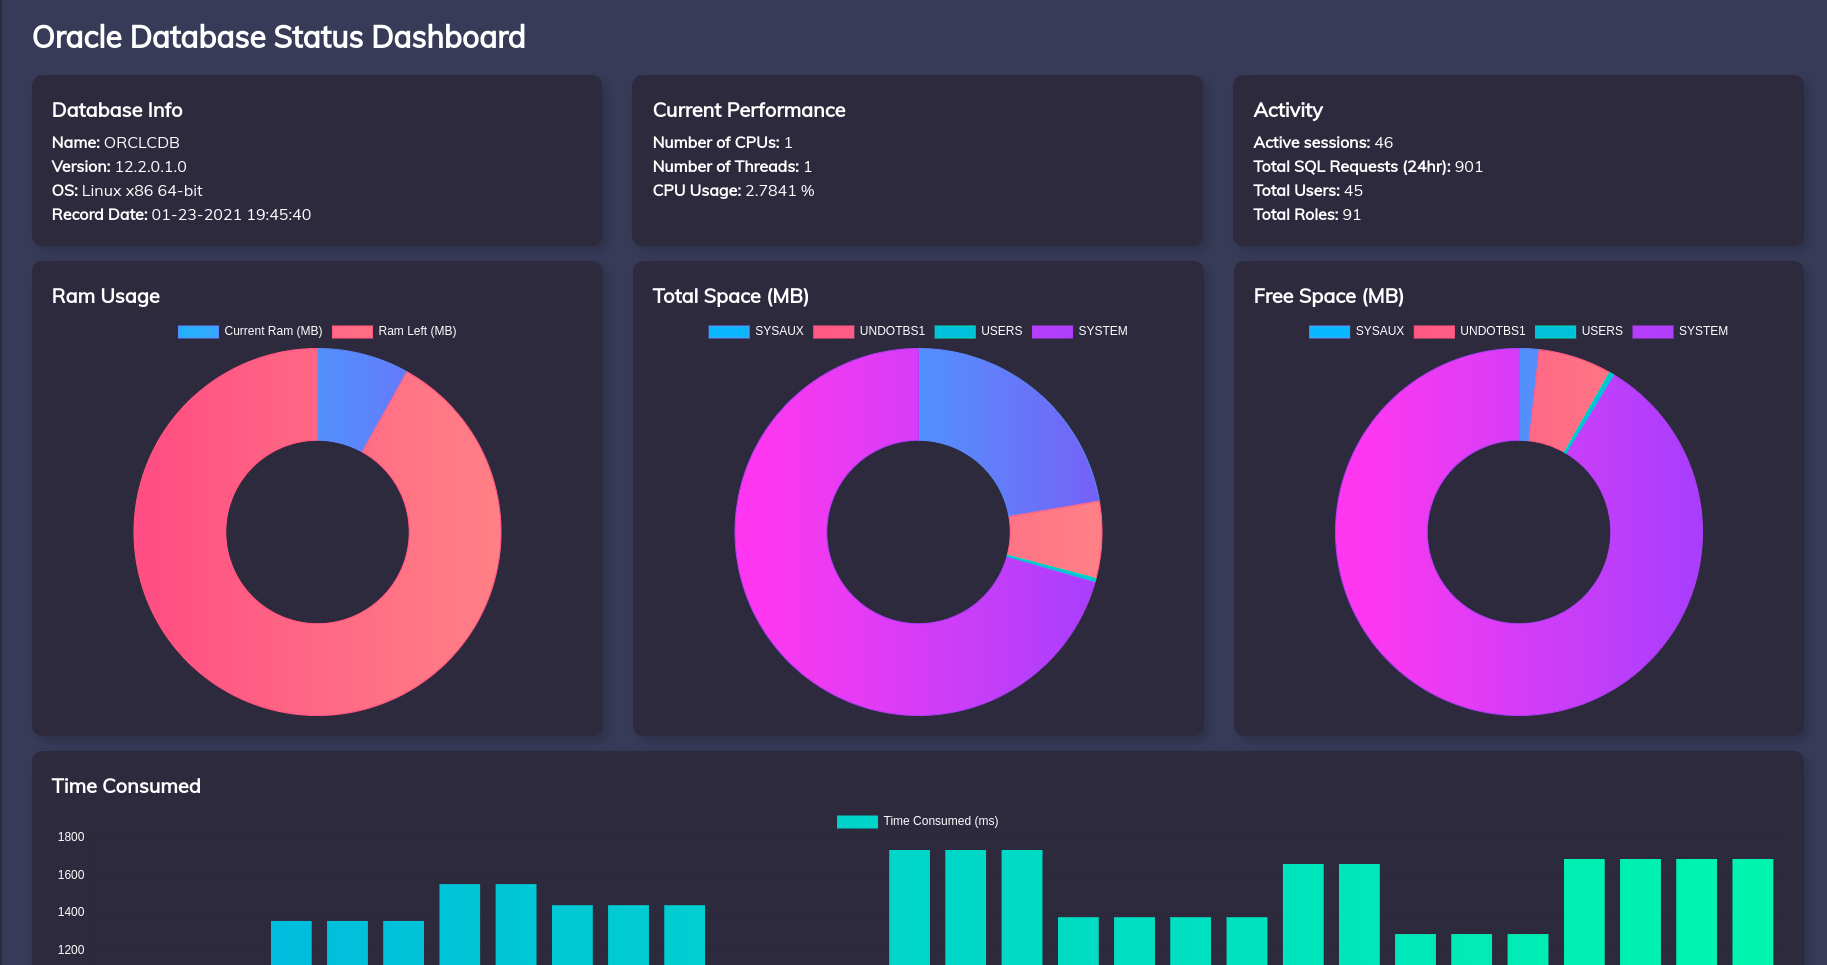 Oracle Database Status Dashboard
Database Info
Name: ORCLCDB
Version: 12.2.0.1.0
OS: Linux x86 64-bit
Record Date: 01-23-2021 19:45:40
Current Performance
Number of CPUs: 1
Number of Threads: 1
CPU Usage: 2.7841 %
Activity
Active sessions: 46
Total SQL Requests (24hr): 901
Total Users: 45
Total Roles: 91
Ram Usage
Current Ram (MB) Ram Left (MB)
Total Space (MB)
SYSAUX UNDOTBS1 USERS SYSTEM
Free Space (MB)
SYSAUX UNDOTBS1 USERS SYSTEM
Time Consumed
Time Consumed (ms)
1800
1600
1400
1200